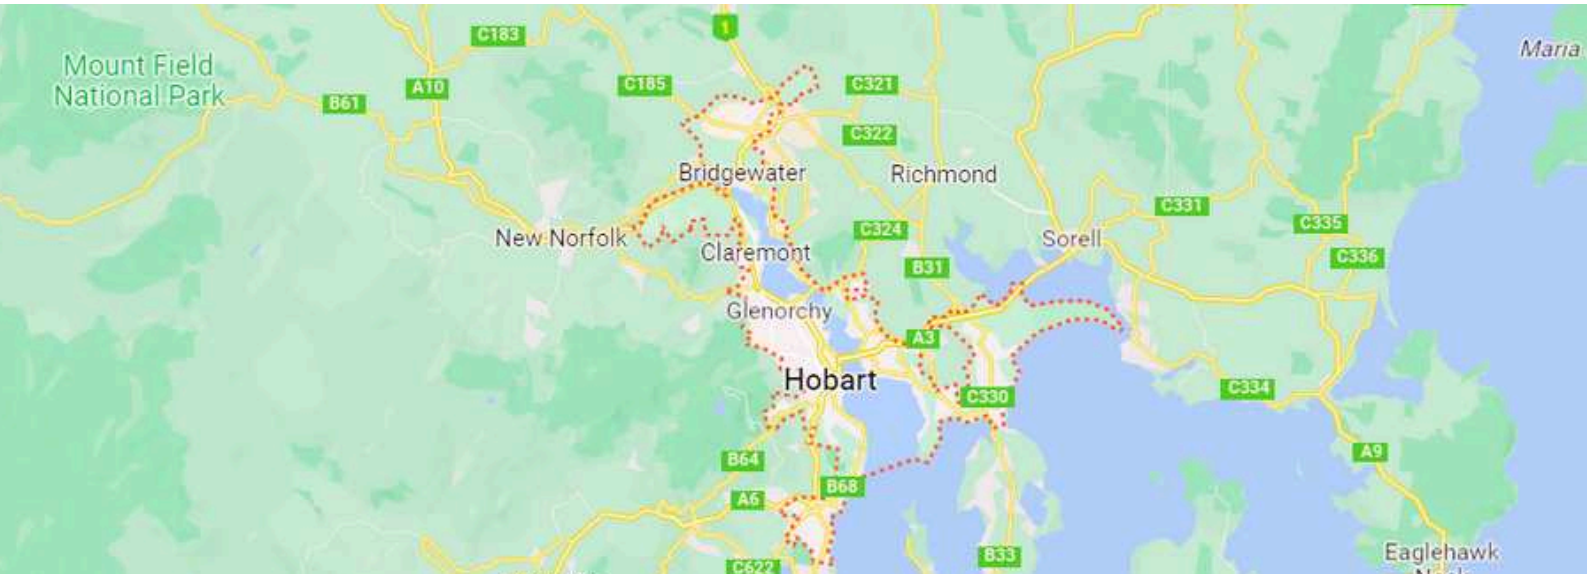 1
C183
Maria
Mount Field
National Park
C185
C321
A10
B61
C322
Bridgewater
Richmond
C331
C335
New Norfolk
C324
Sorell
Claremont
C336
B31
Glenorchy
A3
Hobart
C330
C334
A9
B64
B68
A6
Eaglehawk
B33
C622